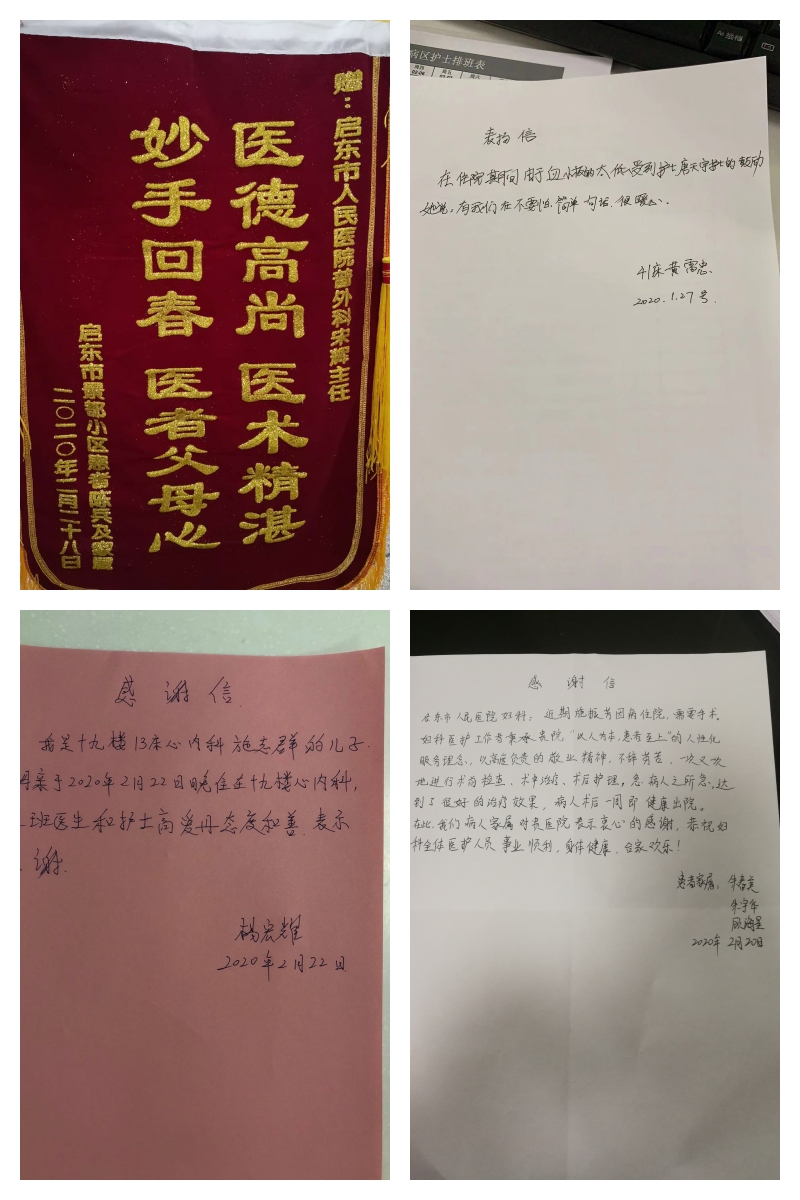 赠：启东市人民医院普外科宋辉主任
医德高尚 医术精湛
妙手回春 医者父母心
启东市景都小区患者陈兵及家属
二〇二〇年二月二十八日
病区护士排班表
表扬信
在住院期间由于血小板的太低,受到护士唐天宇护士的鼓励
她说,有我们在不要怕.简单 句话.很暖心.
41床黄雷忠
2020.1.27号.
感谢信
我是十九楼13床心内科施志群的儿子.
母亲于2020年2月22日晚住在十九楼心内科,
班医生和护士高爱丹态度和善.表示
谢.
杨宏耀
2020年2月22日
感谢信
启东市人民医院妇科：近期施振芳因病住院，需要手术.
妇科医护工作者秉承贵院，“以人为本,患者至上”的人性化
服务理念，以高度负责的敬业精神，不辞劳苦，一次又一次
地进行术前检查、术中治疗、术后护理。急病人之所急,达
到了很好的治疗效果，病人术后一周即健康出院。
在此,我们病人家属对贵医院表示衷心的感谢，恭祝妇
科全体医护人员事业顺利，身体健康，合家欢乐！
患者家属：朱春美
朱宇华
顾海星
2020年2月20日